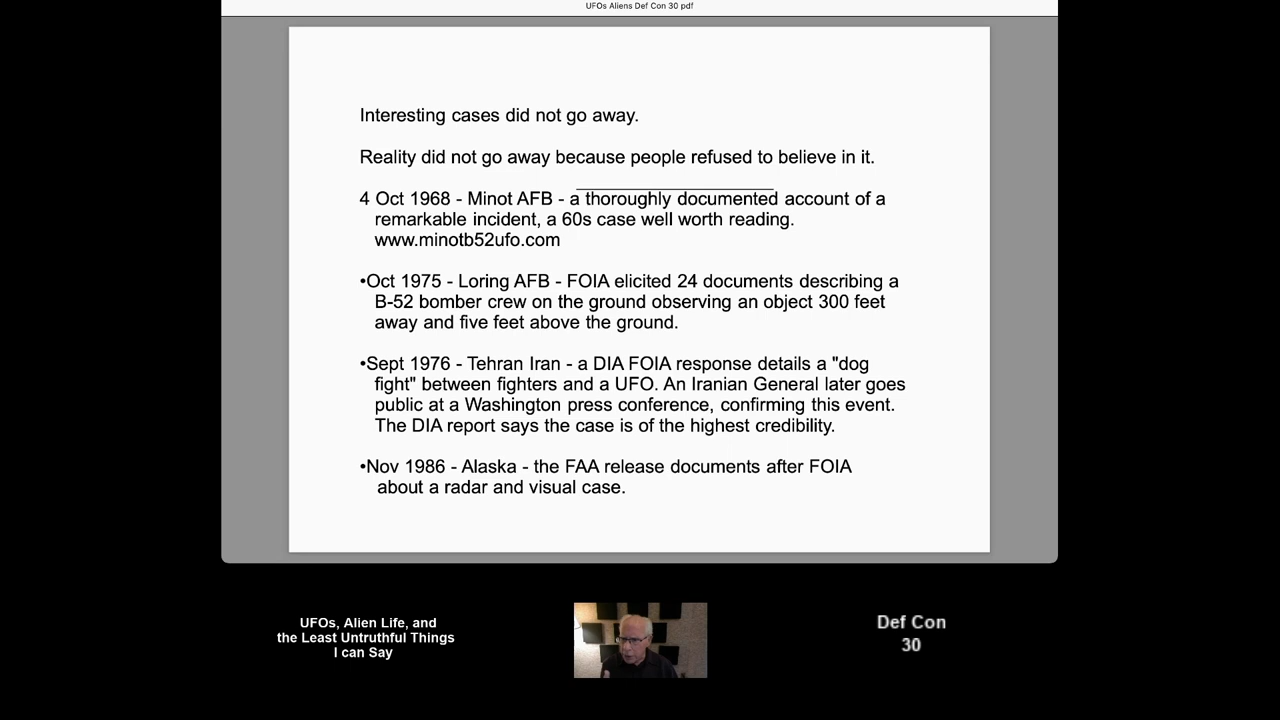 UFOs Aliens Def Con 30 pdf
Interesting cases did not go away.
Reality did not go away because people refused to believe in it.
4 Oct 1968 - Minot AFB - a thoroughly documented account of a
remarkable incident, a 60s case well worth reading.
www.minotb52ufo.com
•Oct 1975 - Loring AFB - FOIA elicited 24 documents describing a
B-52 bomber crew on the ground observing an object 300 feet
away and five feet above the ground.
•Sept 1976 - Tehran Iran - a DIA FOIA response details a "dog
fight" between fighters and a UFO. An Iranian General later goes
public at a Washington press conference, confirming this event.
The DIA report says the case is of the highest credibility.
•Nov 1986 - Alaska - the FAA release documents after FOIA
about a radar and visual case.
UFOs, Alien Life, and
the Least Untruthful Things
I can Say
Def Con
30